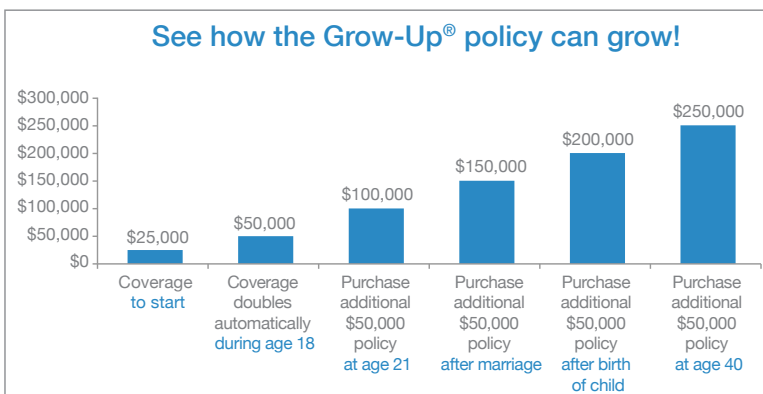 See how the Grow-Up® policy can grow!
$300,000
$250,000
$200,000
$150,000
$100,000
$50,000
$0
$25,000
$50,000
$100,000
$150,000
$200,000
$250,000
Coverage
to start
Coverage
doubles
automatically
during age 18
Purchase
additional
$50,000
policy
at age 21
Purchase
additional
$50,000
policy
after marriage
Purchase
additional
$50,000
policy
after birth
of child
Purchase
additional
$50,000
policy
at age 40